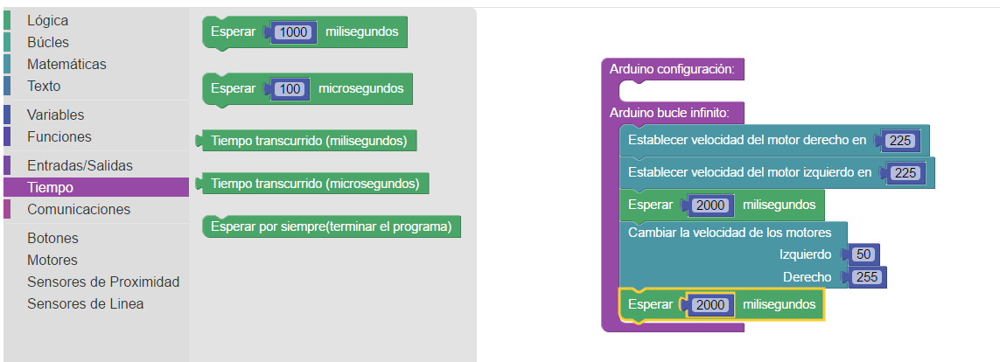 Lógica
Búcles
Matemáticas
Texto
Variables
Funciones
Entradas/Salidas
Tiempo
Comunicaciones
Botones
Motores
Sensores de Proximidad
Sensores de Linea
Esperar 1000 milisegundos
Esperar 100 microsegundos
Tiempo transcurrido (milisegundos)
Tiempo transcurrido (microsegundos)
Esperar por siempre(terminar el programa)
Arduino configuración:
Arduino bucle infinito:
Establecer velocidad del motor derecho en 225
Establecer velocidad del motor izquierdo en 225
Esperar 2000 milisegundos
Cambiar la velocidad de los motores
Izquierdo 50
Derecho 255
Esperar 2000 milisegundos